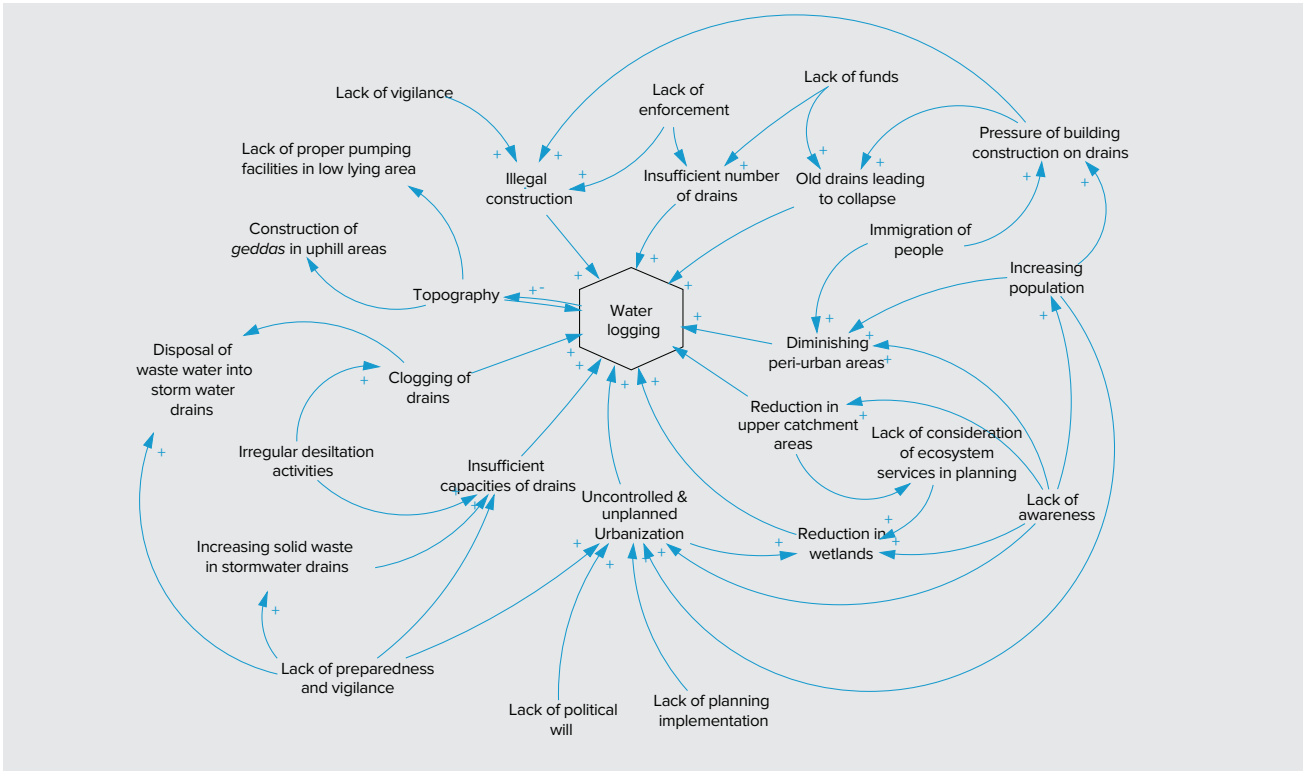 Lack of vigilance
Lack of
enforcement
Lack of funds
Pressure of building
construction on drains
Lack of proper pumping
facilities in low lying area
Illegal
construction
Insufficient number
of drains
Old drains leading
to collapse
Construction of
geddas in uphill areas
Immigration of
people
Increasing
population
Topography
Water
logging
Diminishing
peri-urban areas
Disposal of
waste water into
storm water
drains
Clogging of
drains
Reduction in
upper catchment
areas
Lack of consideration
of ecosystem
services in planning
Irregular desiltation
activities
Insufficient
capacities of drains
Uncontrolled &
unplanned
Urbanization
Lack of
awareness
Reduction in
wetlands
Increasing solid waste
in stormwater drains
Lack of preparedness
and vigilance
Lack of political
will
Lack of planning
implementation